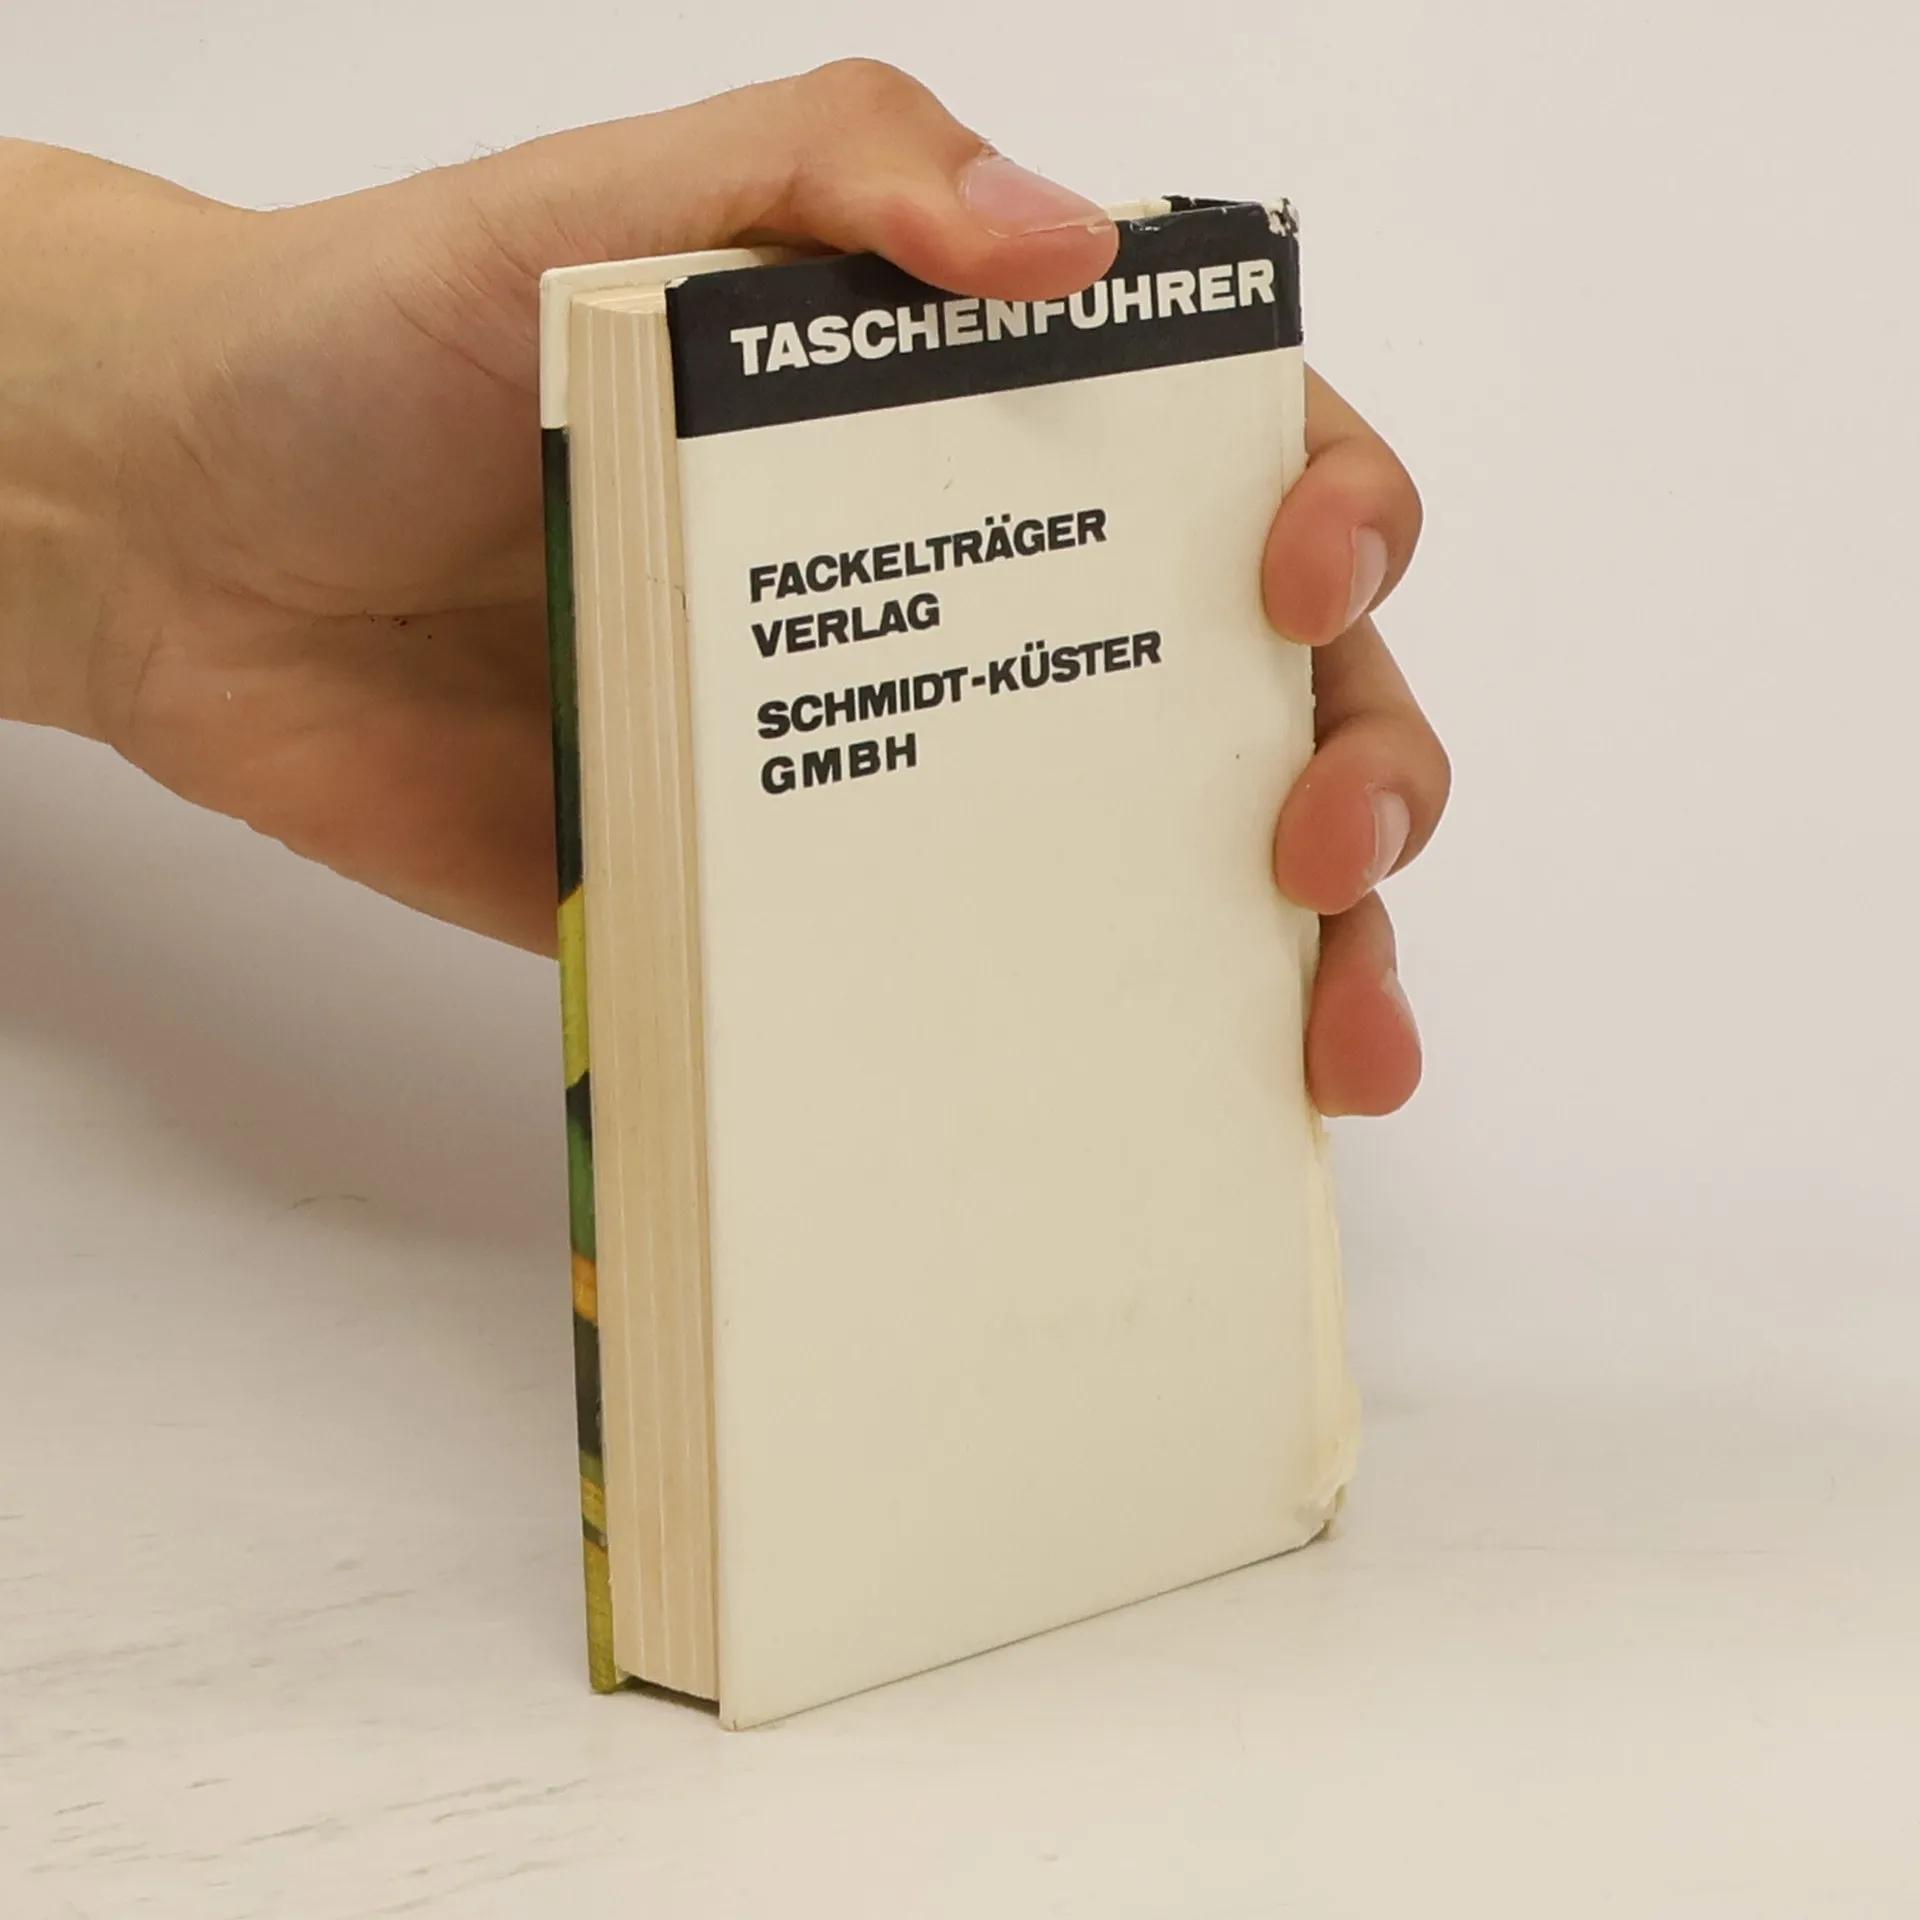 TASCHENFÜHRER
FACKELTRÄGER
VERLAG
SCHMIDT-KÜSTER
GMBH